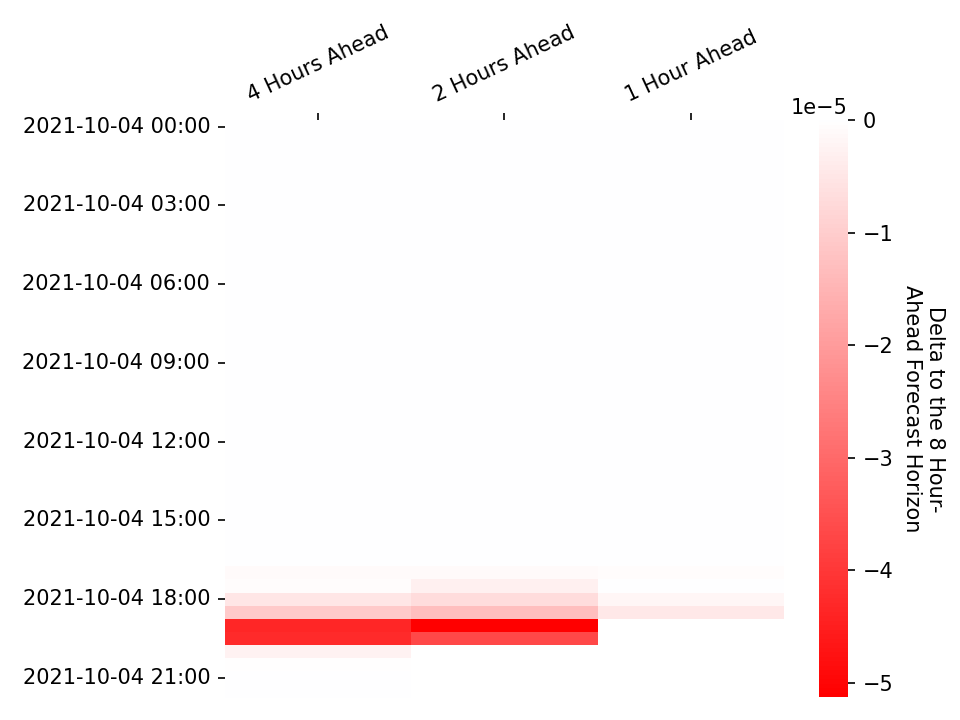 4 Hours Ahead
2 Hours Ahead
1 Hour Ahead
1e−5
2021-10-04 00:00
2021-10-04 03:00
2021-10-04 06:00
2021-10-04 09:00
2021-10-04 12:00
2021-10-04 15:00
2021-10-04 18:00
2021-10-04 21:00
0
−1
−2
−3
−4
−5
Delta to the 8 Hour-
Ahead Forecast Horizon